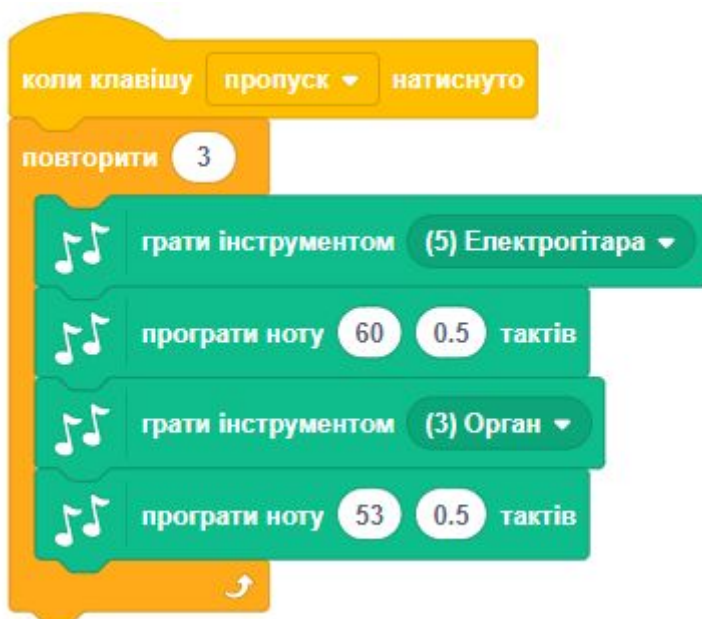 коли клавішу пропуск натиснуто
повторити 3
грати інструментом (5) Електрогітара
програти ноту 60 0.5 тактів
грати інструментом (3) Орган
програти ноту 53 0.5 тактів